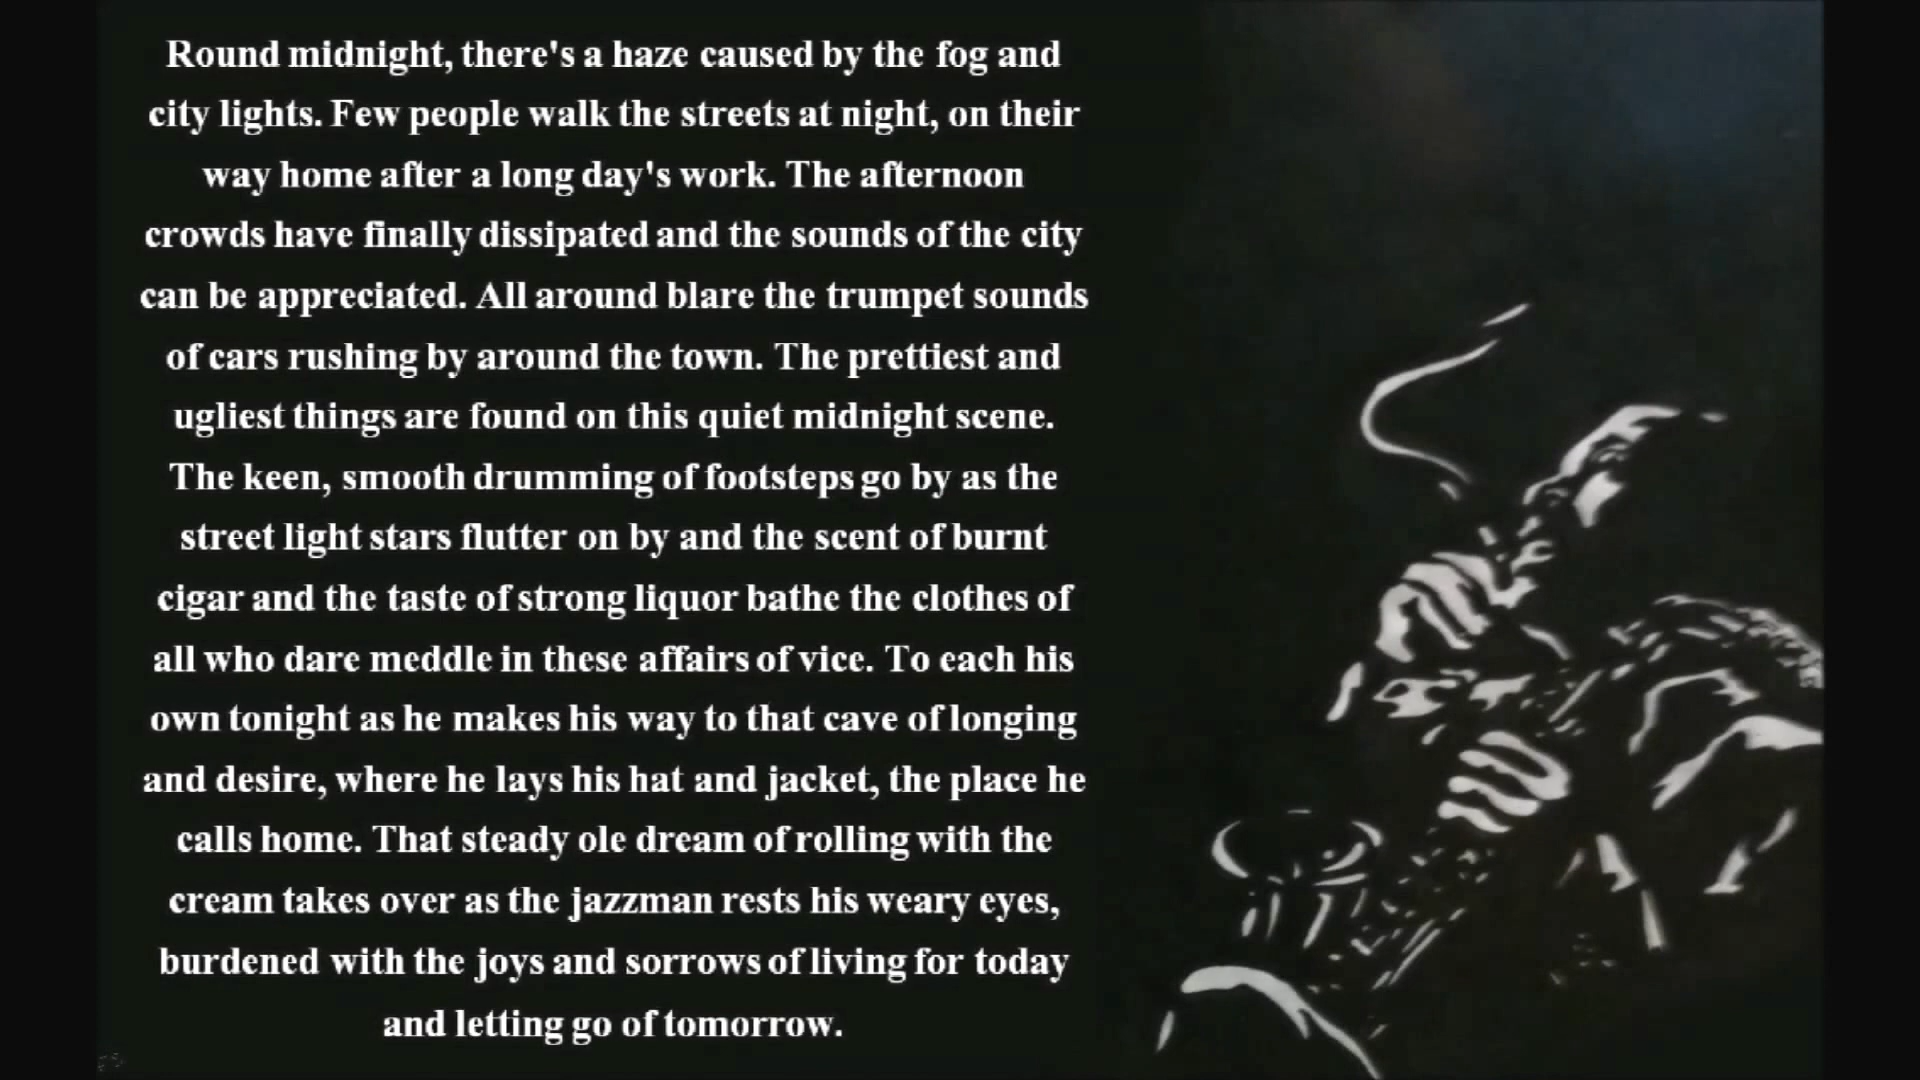 Round midnight, there's a haze caused by the fog and
city lights. Few people walk the streets at night, on their
way home after a long day's work. The afternoon
crowds have finally dissipated and the sounds of the city
can be appreciated. All around blare the trumpet sounds
of cars rushing by around the town. The prettiest and
ugliest things are found on this quiet midnight scene.
The keen, smooth drumming of footsteps go by as the
street light stars flutter on by and the scent of burnt
cigar and the taste of strong liquor bathe the clothes of
all who dare meddle in these affairs of vice. To each his
own tonight as he makes his way to that cave of longing
and desire, where he lays his hat and jacket, the place he
calls home. That steady ole dream of rolling with the
cream takes over as the jazzman rests his weary eyes,
burdened with the joys and sorrows of living for today
and letting go of tomorrow.